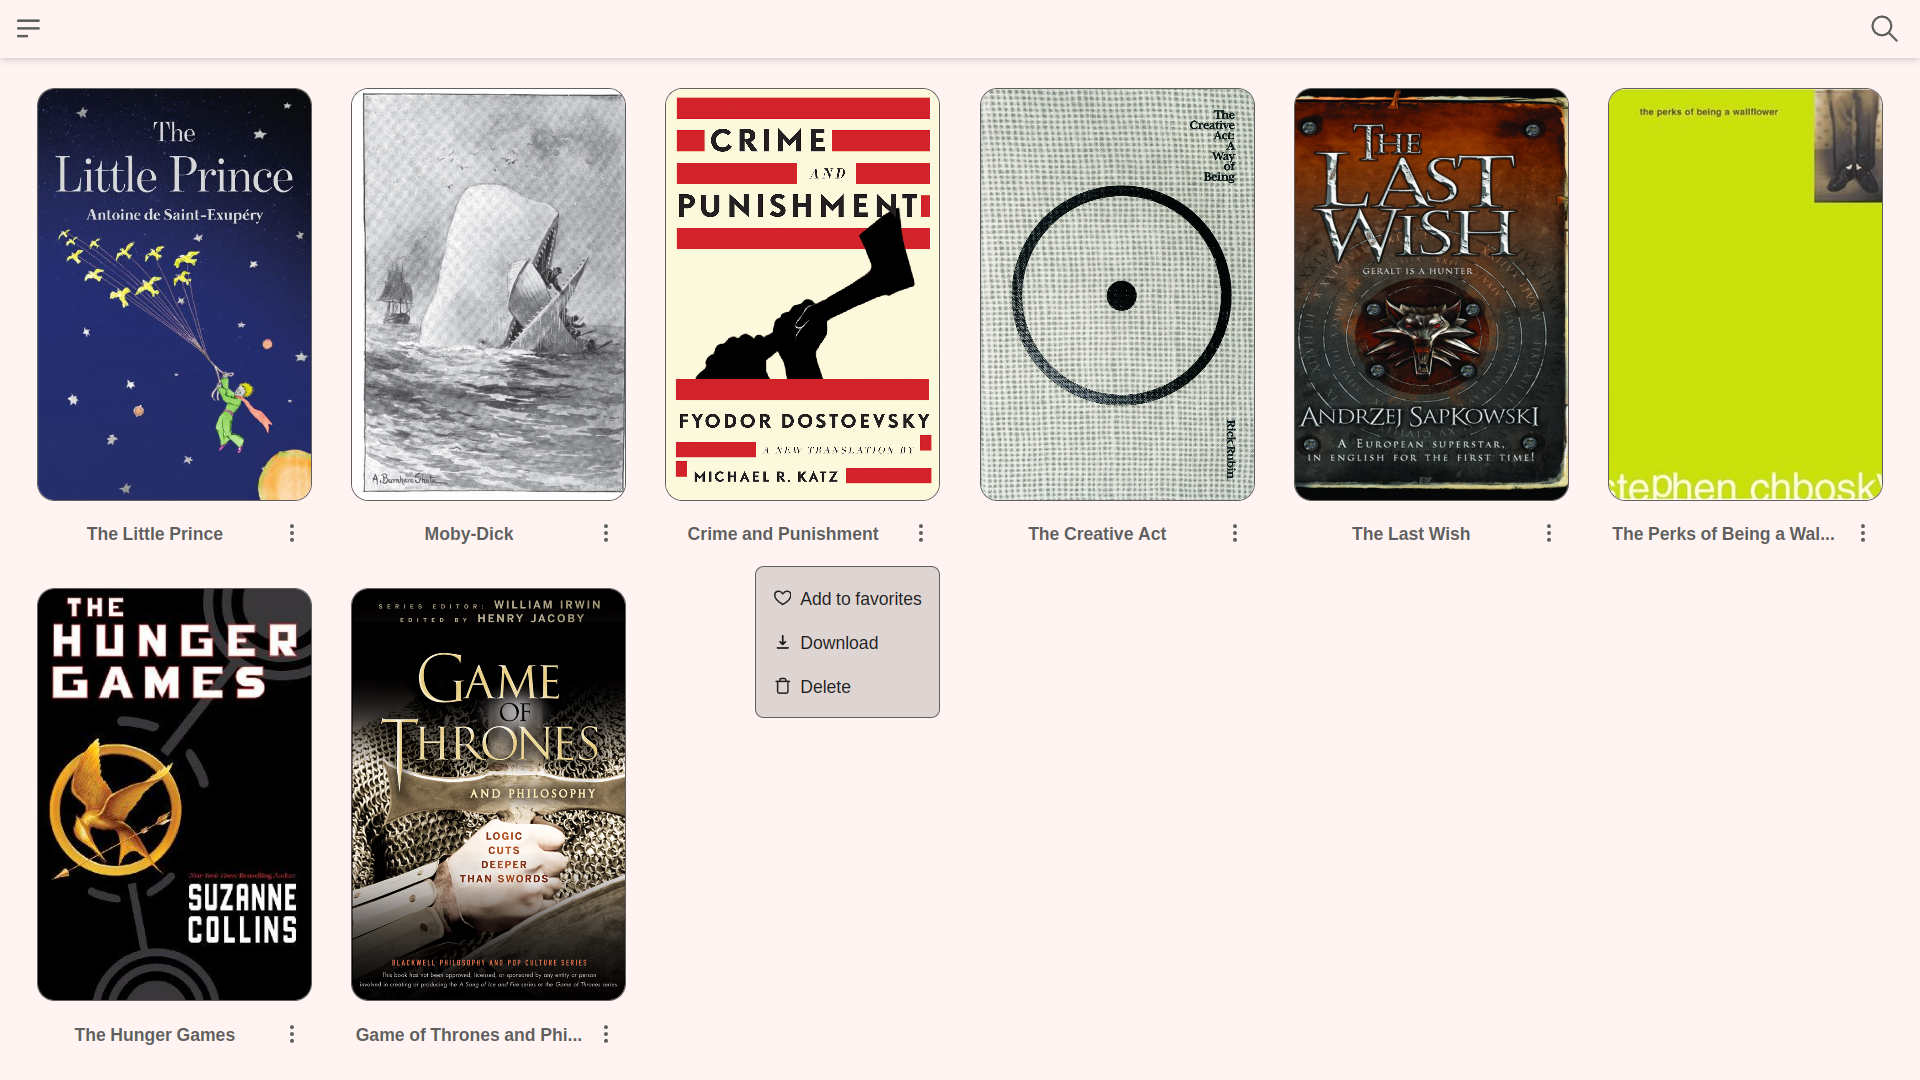 The
Little Prince
Antoine de Saint-Exupéry
A. Burnham Shute
CRIME
AND
PUNISHMENT
FYODOR DOSTOEVSKY
A NEW TRANSLATION BY
MICHAEL R. KATZ
The
Creative
Act:
A
Way
of
Being
Rick Rubin
THE
LAST
WISH
GERALT IS A HUNTER
ANDRZEJ SAPKOWSKI
A EUROPEAN SUPERSTAR,
IN ENGLISH FOR THE FIRST TIME!
the perks of being a wallflower
stephen chbosky
The Little Prince
Moby-Dick
Crime and Punishment
The Creative Act
The Last Wish
The Perks of Being a Wal...
Add to favorites
Download
Delete
THE
HUNGER
GAMES
New York Times Bestselling Author
SUZANNE
COLLINS
SERIES EDITOR: WILLIAM IRWIN
EDITED BY HENRY JACOBY
GAME
OF
THRONES
AND PHILOSOPHY
LOGIC
CUTS
DEEPER
THAN SWORDS
BLACKWELL PHILOSOPHY AND POP CULTURE SERIES
This book has not been approved, licensed, or sponsored by any entity or person
involved in creating or producing the A Song of Ice and Fire series or the Game of Thrones series
The Hunger Games
Game of Thrones and Phi...